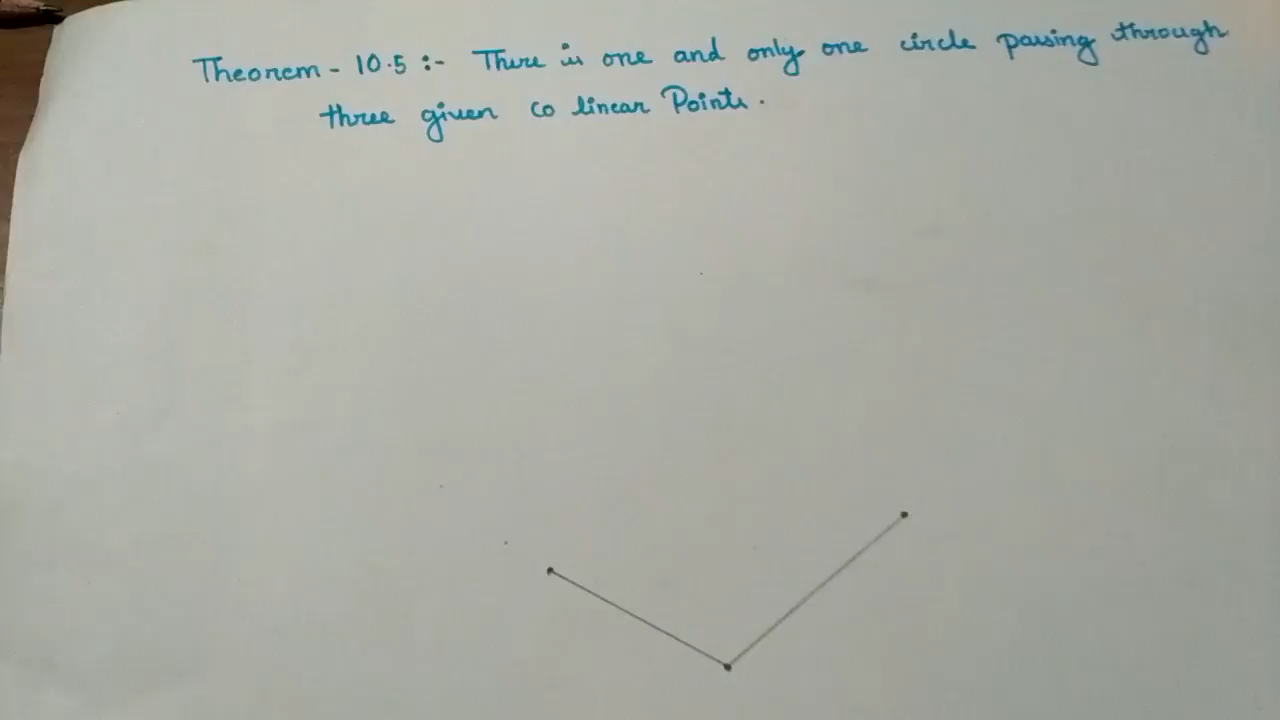 Theorem - 10.5 :- There is one and only one circle passing through
three given co linear Points.